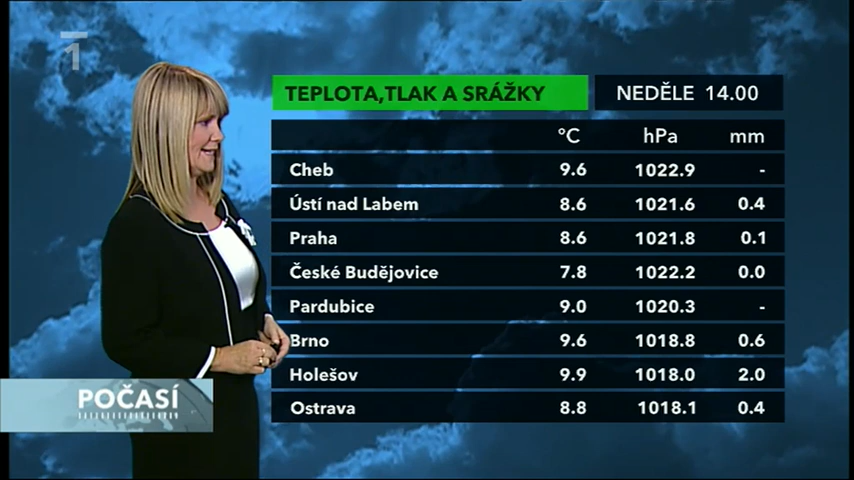 1
TEPLOTA,TLAK A SRÁŽKY NEDĚLE 14.00
°C hPa mm
Cheb 9.6 1022.9 -
Ústí nad Labem 8.6 1021.6 0.4
Praha 8.6 1021.8 0.1
České Budějovice 7.8 1022.2 0.0
Pardubice 9.0 1020.3 -
Brno 9.6 1018.8 0.6
Holešov 9.9 1018.0 2.0
Ostrava 8.8 1018.1 0.4
POČASÍ